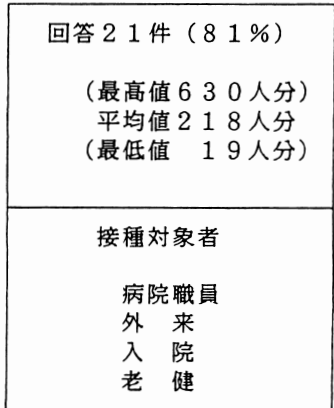 回答２１件（８１％）
（最高値６３０人分）
平均値２１８人分
（最低値　１９人分）
接種対象者
病院職員
外　来
入　院
老　健